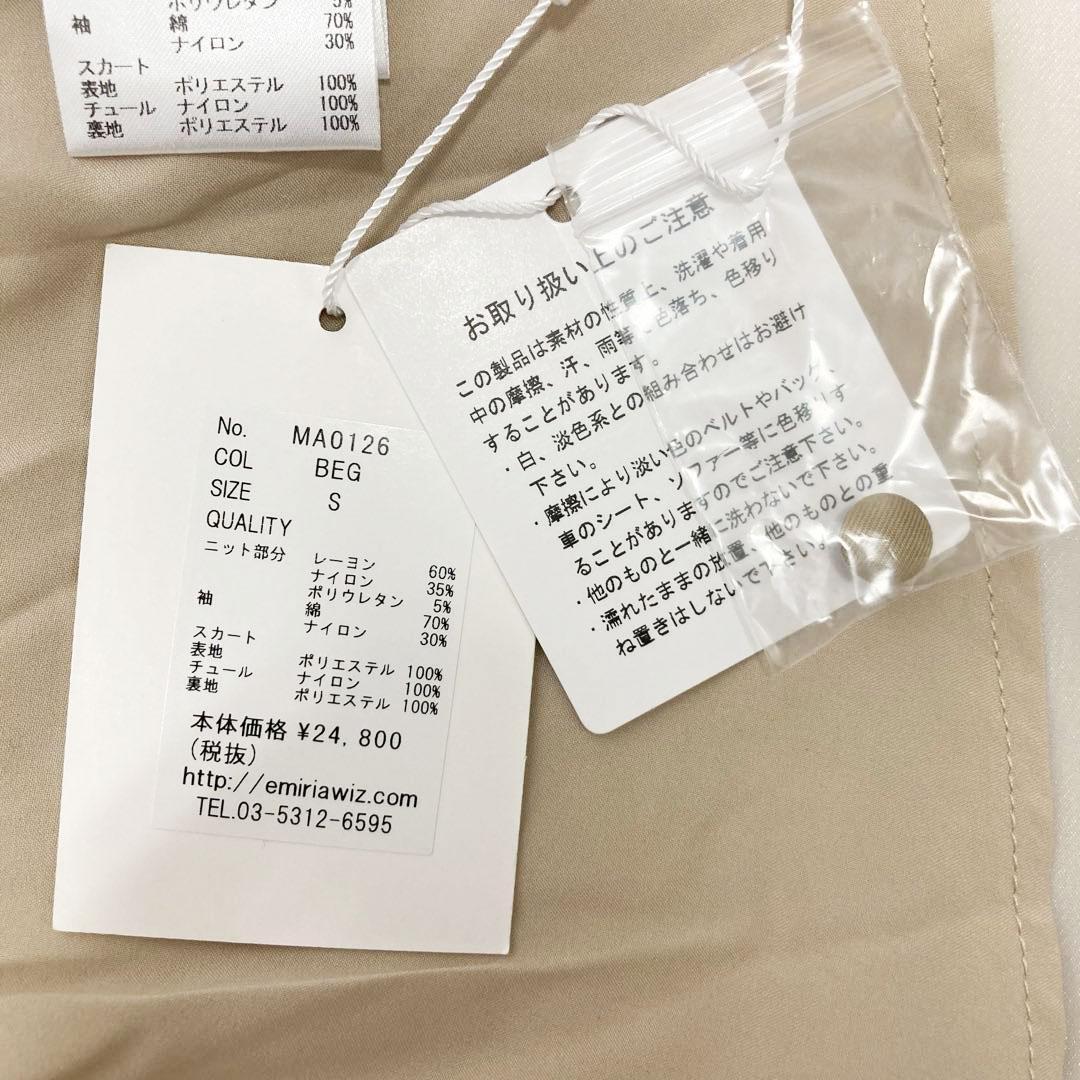 ポリウレタン 5%
袖 綿 70%
ナイロン 30%
スカート
表地 ポリエステル 100%
チュール ナイロン 100%
裏地 ポリエステル 100%
No. MA0126
COL BEG
SIZE S
QUALITY
ニット部分 レーヨン 60%
ナイロン 35%
ポリウレタン 5%
袖 綿 70%
ナイロン 30%
スカート
表地 ポリエステル 100%
チュール ナイロン 100%
裏地 ポリエステル 100%
本体価格 ¥24,800
(税抜)
http://emiriawiz.com
TEL.03-5312-6595
お取り扱い上のご注意
この製品は素材の性質上、洗濯や着用
中の摩擦、汗、雨等で色落ち、色移り
することがあります。
・白、淡色系との組み合わせはお避け
下さい。
・摩擦により淡い色のベルトやバッグ、
車のシート、ソファー等に色移りす
ることがありますのでご注意下さい。
・他のものと一緒に洗わないで下さい。
・濡れたままの放置、他のものとの重
ね置きはしないで下さい。